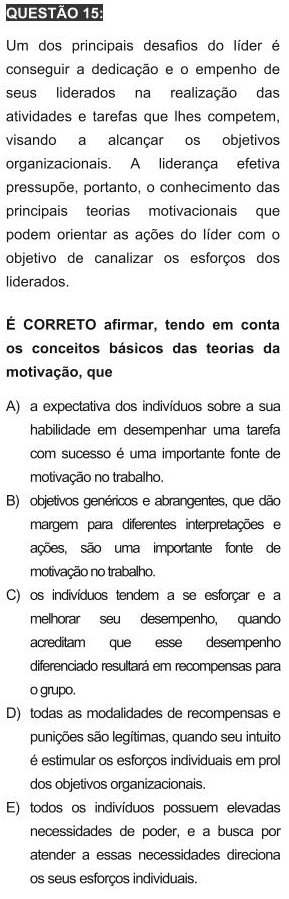 QUESTÃO 15:
Um dos principais desafios do líder é
conseguir a dedicação e o empenho de
seus liderados na realização das
atividades e tarefas que lhes competem,
visando a alcançar os objetivos
organizacionais. A liderança efetiva
pressupõe, portanto, o conhecimento das
principais teorias motivacionais que
podem orientar as ações do líder com o
objetivo de canalizar os esforços dos
liderados.
É CORRETO afirmar, tendo em conta
os conceitos básicos das teorias da
motivação, que
A) a expectativa dos indivíduos sobre a sua
habilidade em desempenhar uma tarefa
com sucesso é uma importante fonte de
motivação no trabalho.
B) objetivos genéricos e abrangentes, que dão
margem para diferentes interpretações e
ações, são uma importante fonte de
motivação no trabalho.
C) os indivíduos tendem a se esforçar e a
melhorar seu desempenho, quando
acreditam que esse desempenho
diferenciado resultará em recompensas para
o grupo.
D) todas as modalidades de recompensas e
punições são legítimas, quando seu intuito
é estimular os esforços individuais em prol
dos objetivos organizacionais.
E) todos os indivíduos possuem elevadas
necessidades de poder, e a busca por
atender a essas necessidades direciona
os seus esforços individuais.